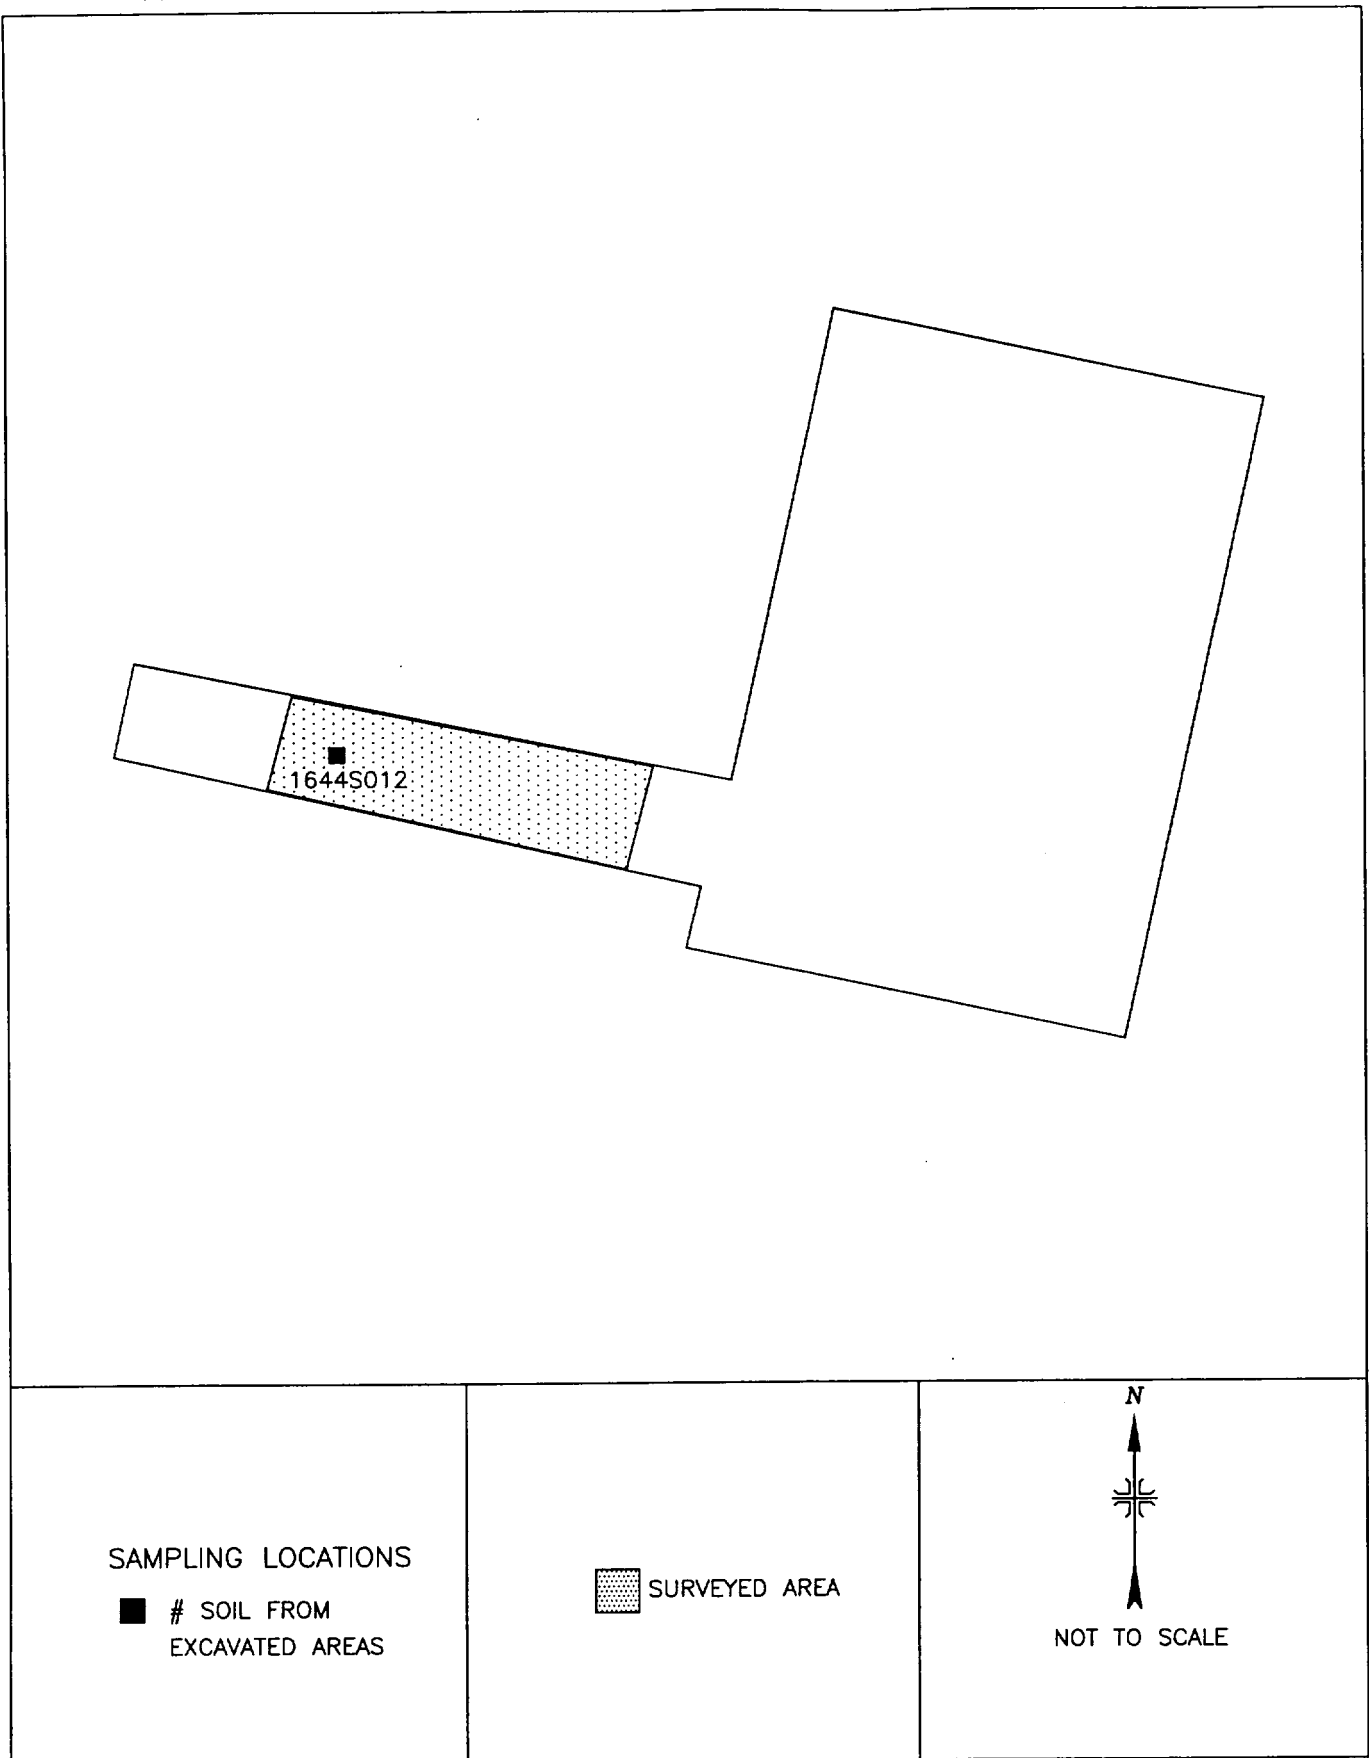 1644S012
SAMPLING LOCATIONS
# SOIL FROM
EXCAVATED AREAS
SURVEYED AREA
N
NOT TO SCALE